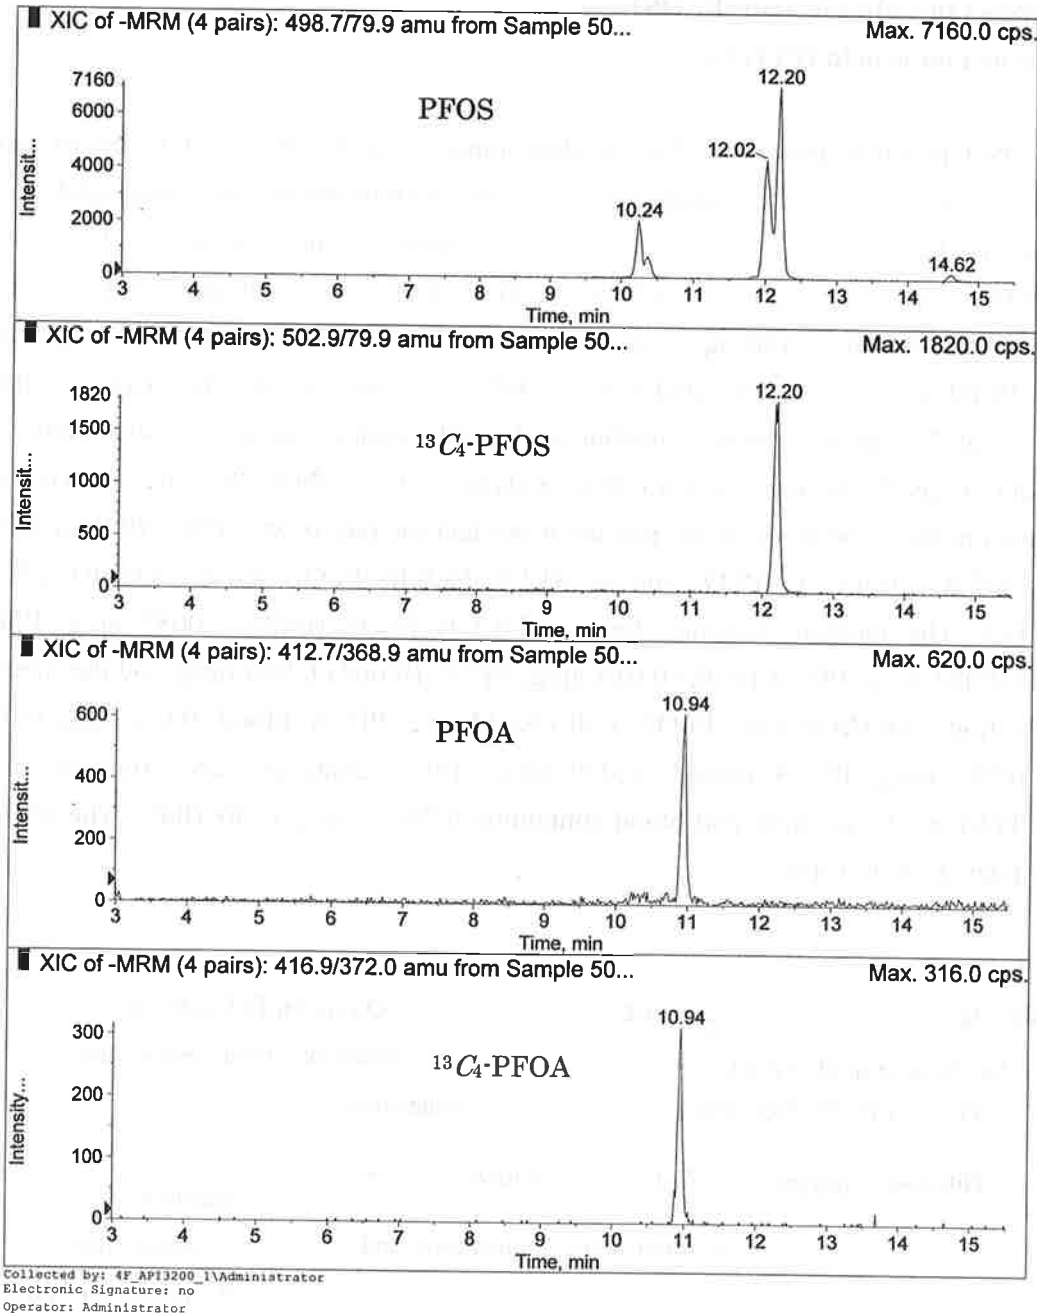 XIC of -MRM (4 pairs): 498.7/79.9 amu from Sample 50... Max. 7160.0 cps.
7160
6000
4000
2000
0
Intensit...
PFOS
10.24
12.02
12.20
14.62
3 4 5 6 7 8 9 10 11 12 13 14 15
Time, min
XIC of -MRM (4 pairs): 502.9/79.9 amu from Sample 50... Max. 1820.0 cps.
1820
1500
1000
500
0
Intensit...
¹³C₄-PFOS
12.20
3 4 5 6 7 8 9 10 11 12 13 14 15
Time, min
XIC of -MRM (4 pairs): 412.7/368.9 amu from Sample 50... Max. 620.0 cps.
600
400
200
0
Intensit...
PFOA
10.94
3 4 5 6 7 8 9 10 11 12 13 14 15
Time, min
XIC of -MRM (4 pairs): 416.9/372.0 amu from Sample 50... Max. 316.0 cps.
300
200
100
0
Intensity...
¹³C₄-PFOA
10.94
3 4 5 6 7 8 9 10 11 12 13 14 15
Time, min
Collected by: 4F_API3200_1\Administrator
Electronic Signature: no
Operator: Administrator